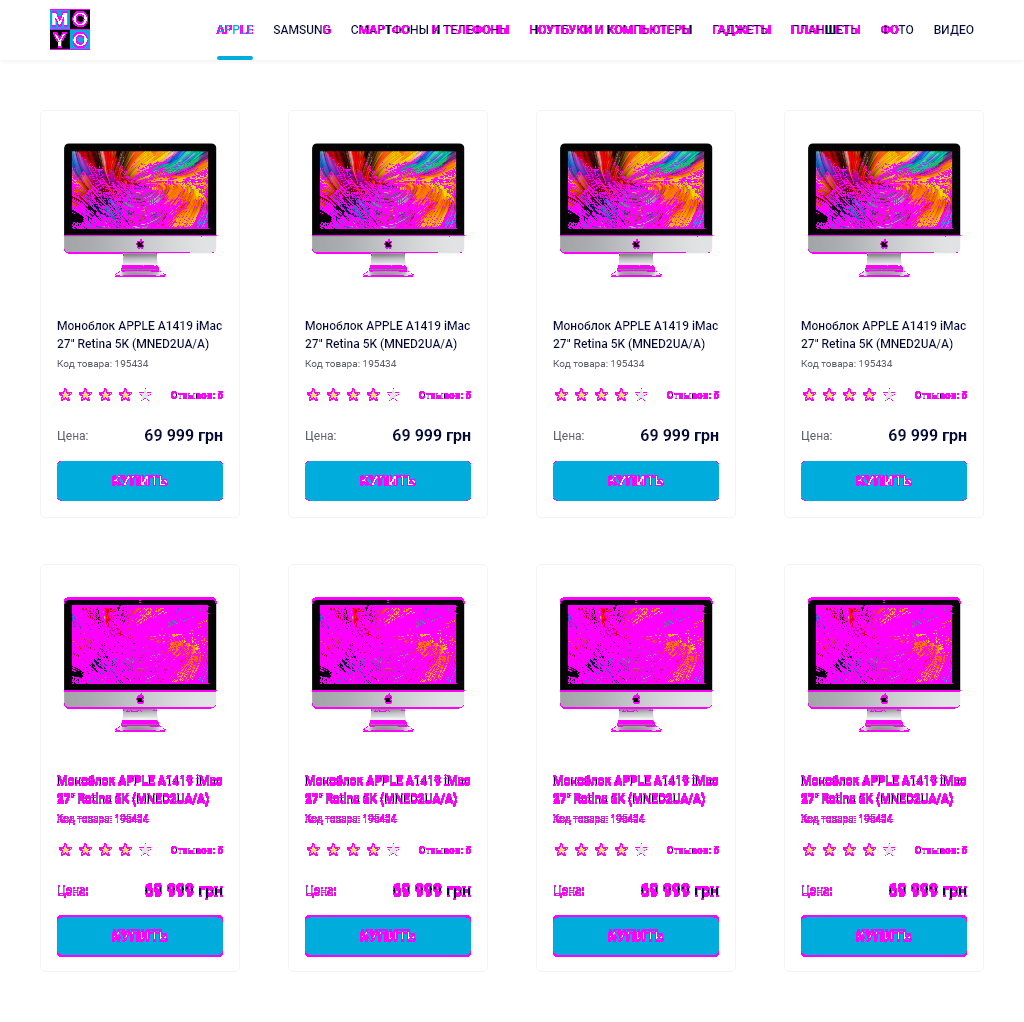 MO
YO
APPLE SAMSUNG СМАРТФОНЫ И ТЕЛЕФОНЫ НОУТБУКИ И КОМПЬЮТЕРЫ ГАДЖЕТЫ ПЛАНШЕТЫ ФОТО ВИДЕО
Моноблок APPLE A1419 iMac Моноблок APPLE A1419 iMac Моноблок APPLE A1419 iMac Моноблок APPLE A1419 iMac
27" Retina 5K (MNED2UA/A) 27" Retina 5K (MNED2UA/A) 27" Retina 5K (MNED2UA/A) 27" Retina 5K (MNED2UA/A)
Код товара: 195434 Код товара: 195434 Код товара: 195434 Код товара: 195434
Отзывов: 5 Отзывов: 5 Отзывов: 5 Отзывов: 5
Цена: 69 999 грн Цена: 69 999 грн Цена: 69 999 грн Цена: 69 999 грн
КУПИТЬ КУПИТЬ КУПИТЬ КУПИТЬ
Моноблок APPLE A1419 iMac Моноблок APPLE A1419 iMac Моноблок APPLE A1419 iMac Моноблок APPLE A1419 iMac
27" Retina 5K (MNED2UA/A) 27" Retina 5K (MNED2UA/A) 27" Retina 5K (MNED2UA/A) 27" Retina 5K (MNED2UA/A)
Код товара: 195434 Код товара: 195434 Код товара: 195434 Код товара: 195434
Отзывов: 5 Отзывов: 5 Отзывов: 5 Отзывов: 5
Цена: 69 999 грн Цена: 69 999 грн Цена: 69 999 грн Цена: 69 999 грн
КУПИТЬ КУПИТЬ КУПИТЬ КУПИТЬ